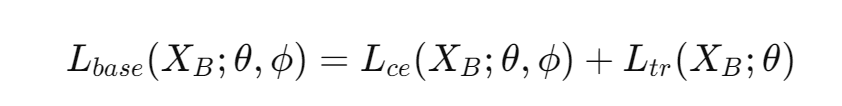 L_{base}(X_B; θ, ϕ) = L_{ce}(X_B; θ, ϕ) + L_{tr}(X_B; θ)